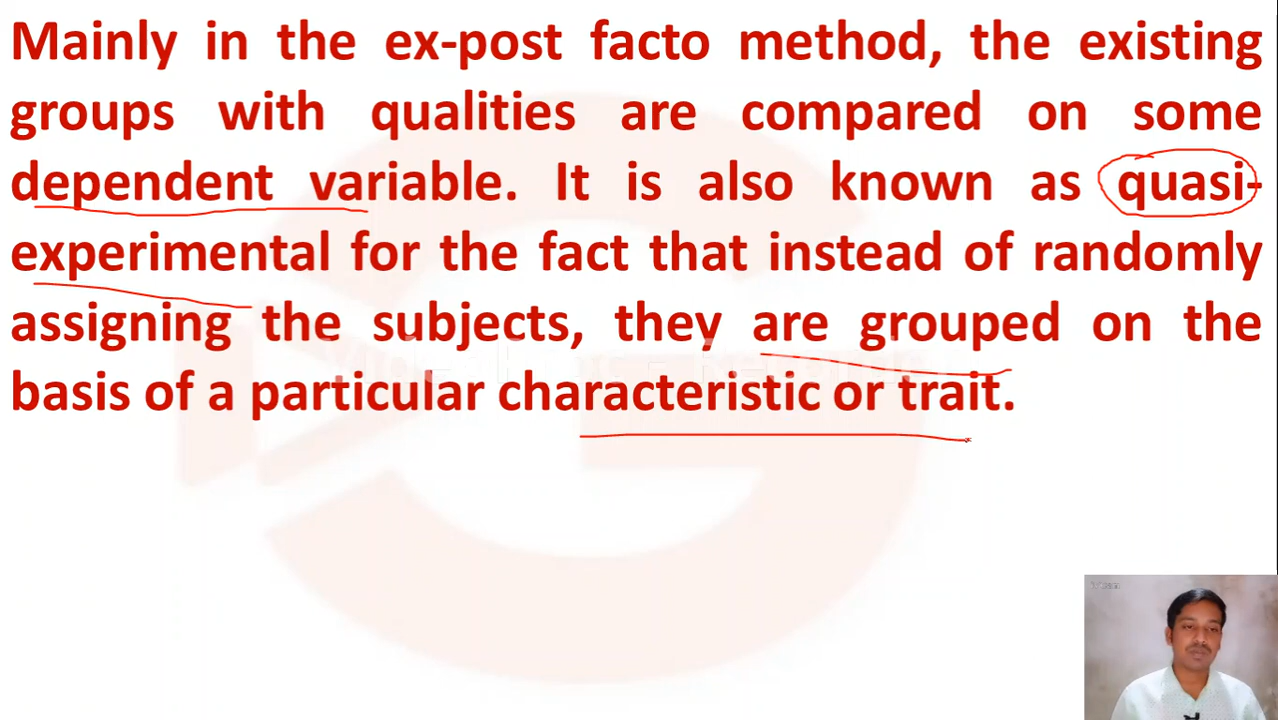 Mainly in the ex-post facto method, the existing
groups with qualities are compared on some
dependent variable. It is also known as quasi-
experimental for the fact that instead of randomly
assigning the subjects, they are grouped on the
basis of a particular characteristic or trait.